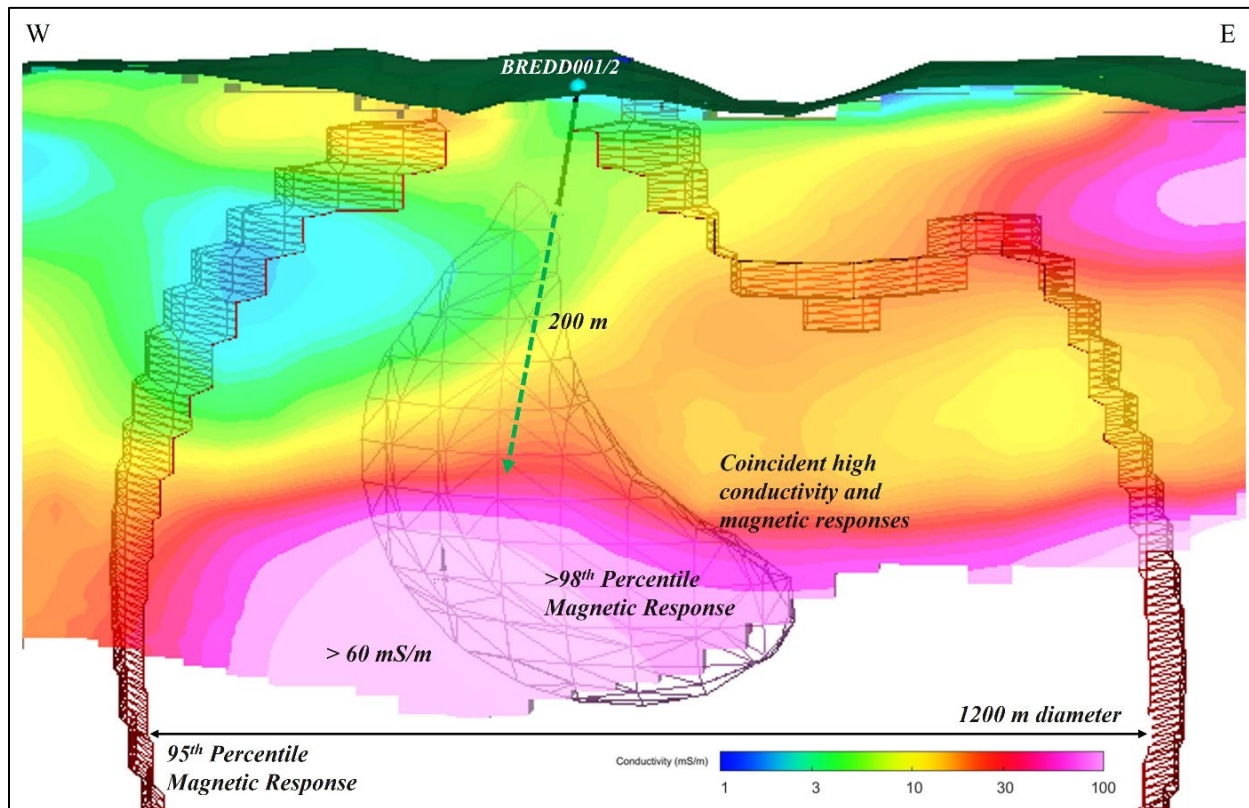 W
E
BREDD001/2
200 m
Coincident high
conductivity and
magnetic responses
>98th Percentile
Magnetic Response
> 60 mS/m
1200 m diameter
95th Percentile
Magnetic Response
Conductivity (mS/m)
1 3 10 30 100